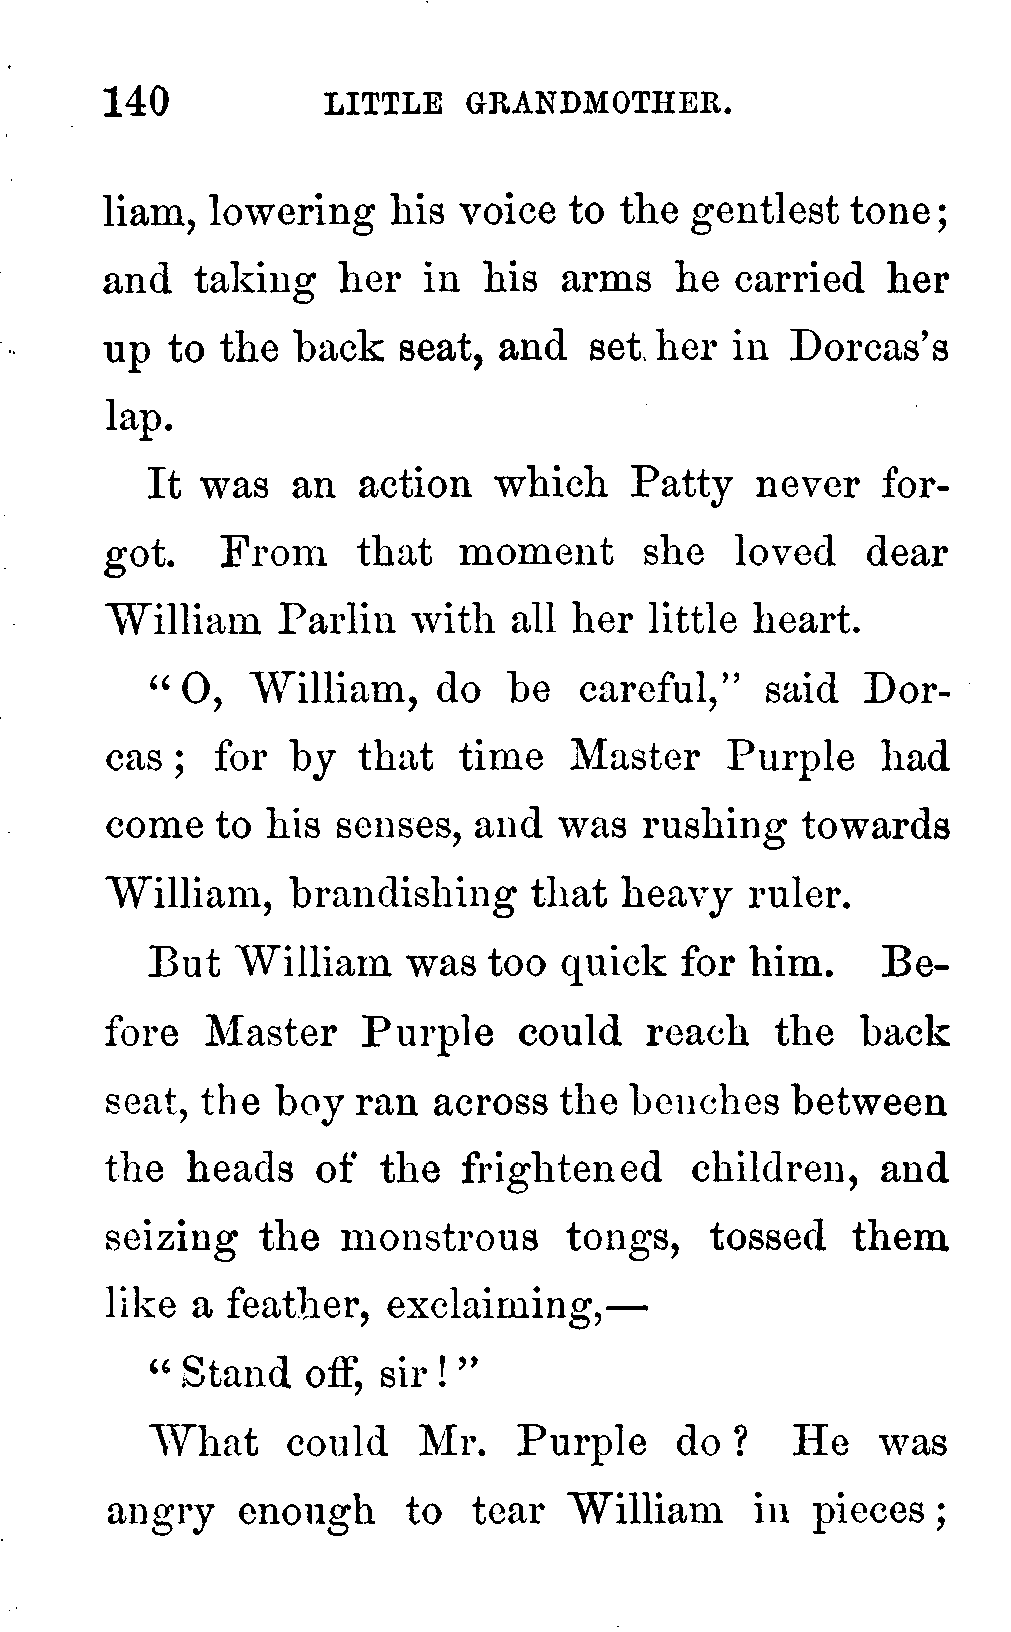 140 LITTLE GRANDMOTHER.
liam, lowering his voice to the gentlest tone;
and taking her in his arms he carried her
up to the back seat, and set her in Dorcas's
lap.
It was an action which Patty never for-
got. From that moment she loved dear
William Parlin with all her little heart.
"O, William, do be careful," said Dor-
cas; for by that time Master Purple had
come to his senses, and was rushing towards
William, brandishing that heavy ruler.
But William was too quick for him. Be-
fore Master Purple could reach the back
seat, the boy ran across the benches between
the heads of the frightened children, and
seizing the monstrous tongs, tossed them
like a feather, exclaiming,—
"Stand off, sir!"
What could Mr. Purple do? He was
angry enough to tear William in pieces;